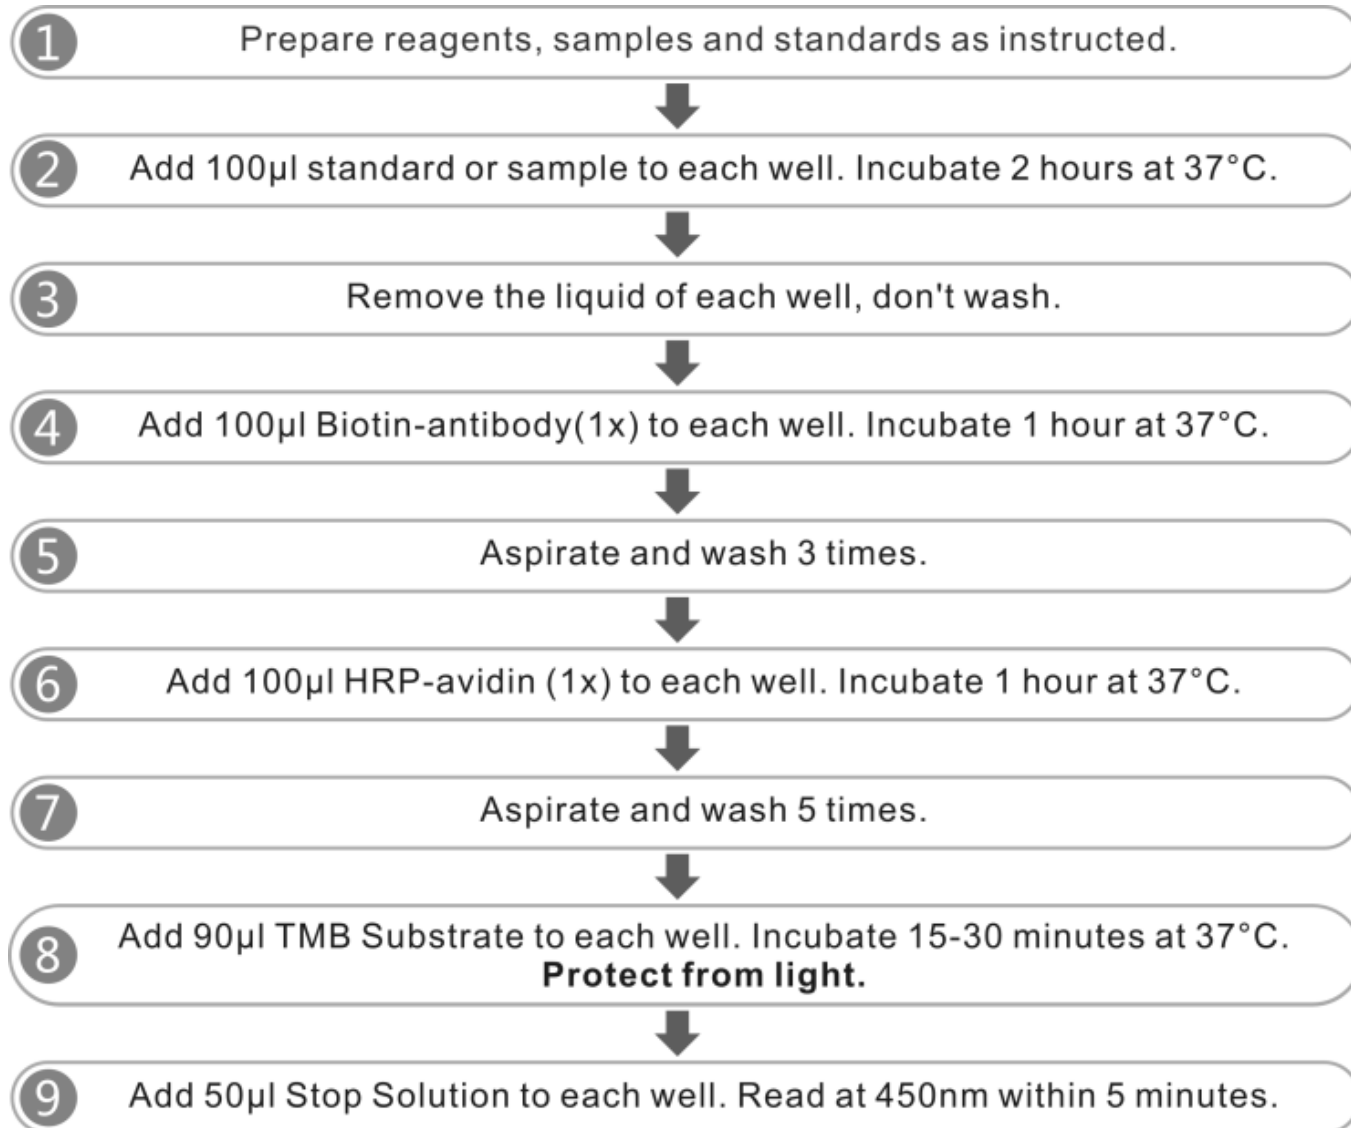 1 Prepare reagents, samples and standards as instructed.
2 Add 100µl standard or sample to each well. Incubate 2 hours at 37°C.
3 Remove the liquid of each well, don't wash.
4 Add 100µl Biotin-antibody(1x) to each well. Incubate 1 hour at 37°C.
5 Aspirate and wash 3 times.
6 Add 100µl HRP-avidin (1x) to each well. Incubate 1 hour at 37°C.
7 Aspirate and wash 5 times.
8 Add 90µl TMB Substrate to each well. Incubate 15-30 minutes at 37°C.
Protect from light.
9 Add 50µl Stop Solution to each well. Read at 450nm within 5 minutes.